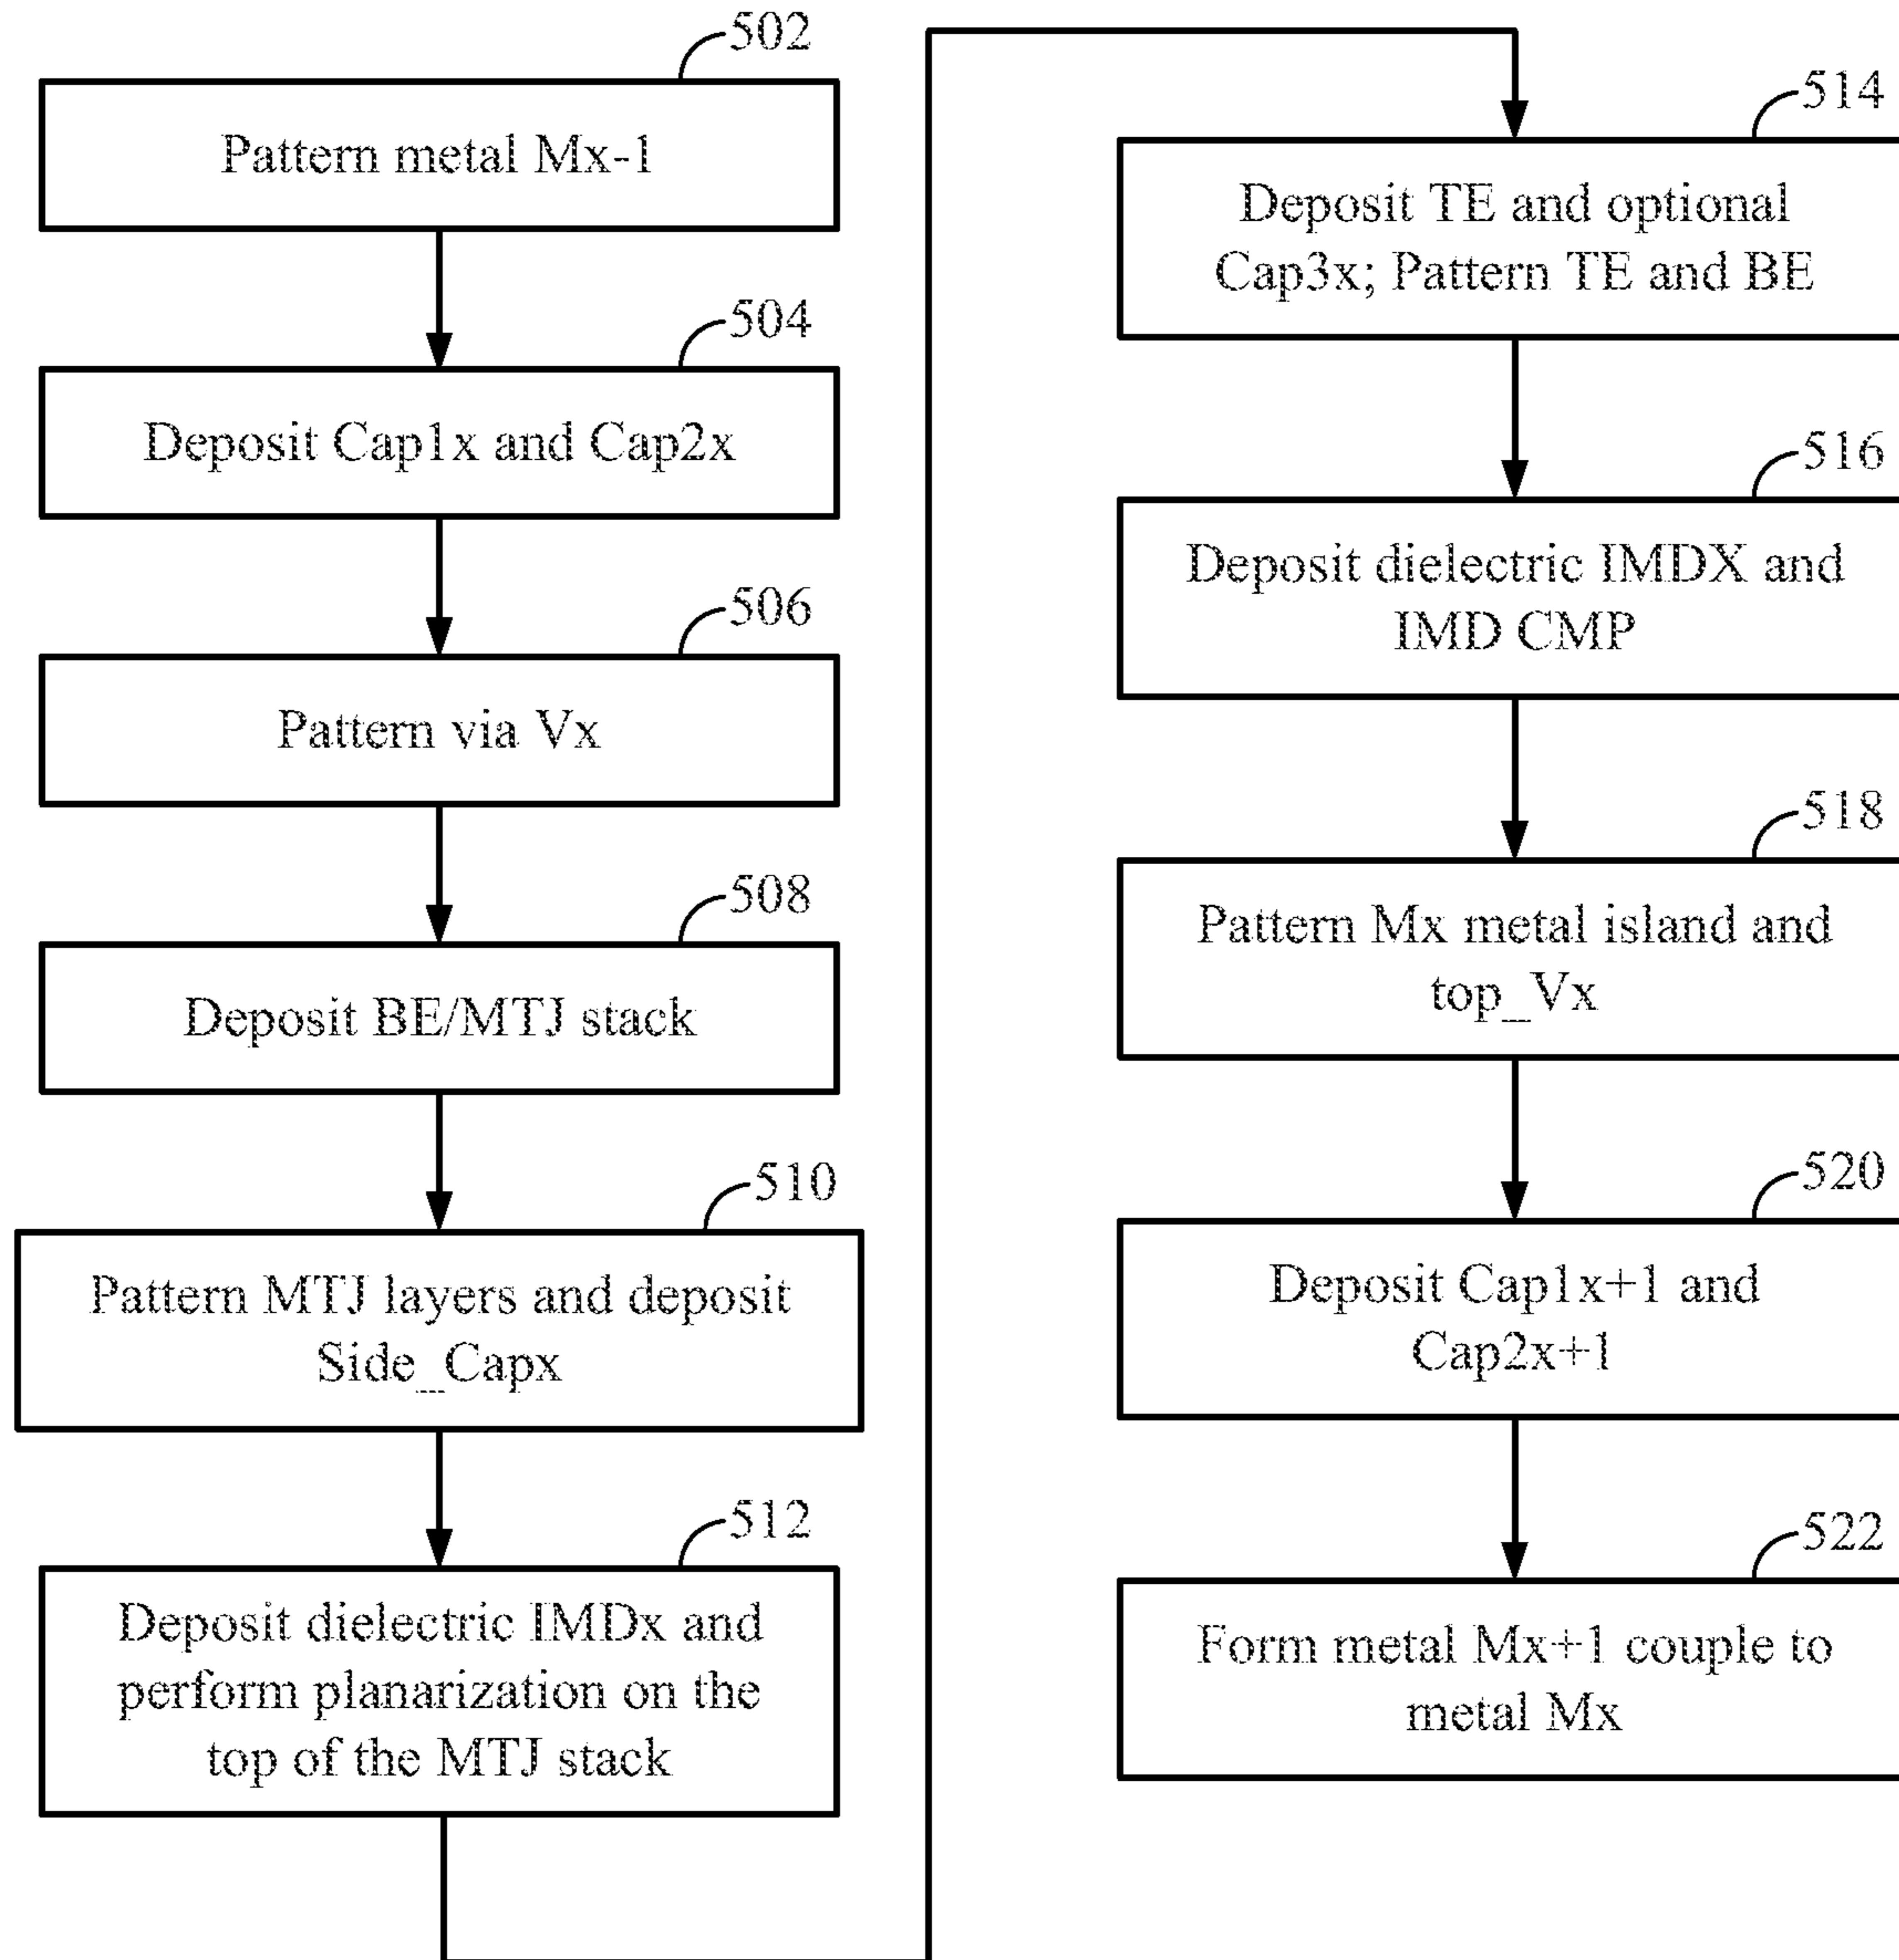 502
Pattern metal Mx-1
504
Deposit Cap1x and Cap2x
506
Pattern via Vx
508
Deposit BE/MTJ stack
510
Pattern MTJ layers and deposit
Side_Capx
512
Deposit dielectric IMDx and
perform planarization on the
top of the MTJ stack
514
Deposit TE and optional
Cap3x; Pattern TE and BE
516
Deposit dielectric IMDX and
IMD CMP
518
Pattern Mx metal island and
top_Vx
520
Deposit Cap1x+1 and
Cap2x+1
522
Form metal Mx+1 couple to
metal Mx